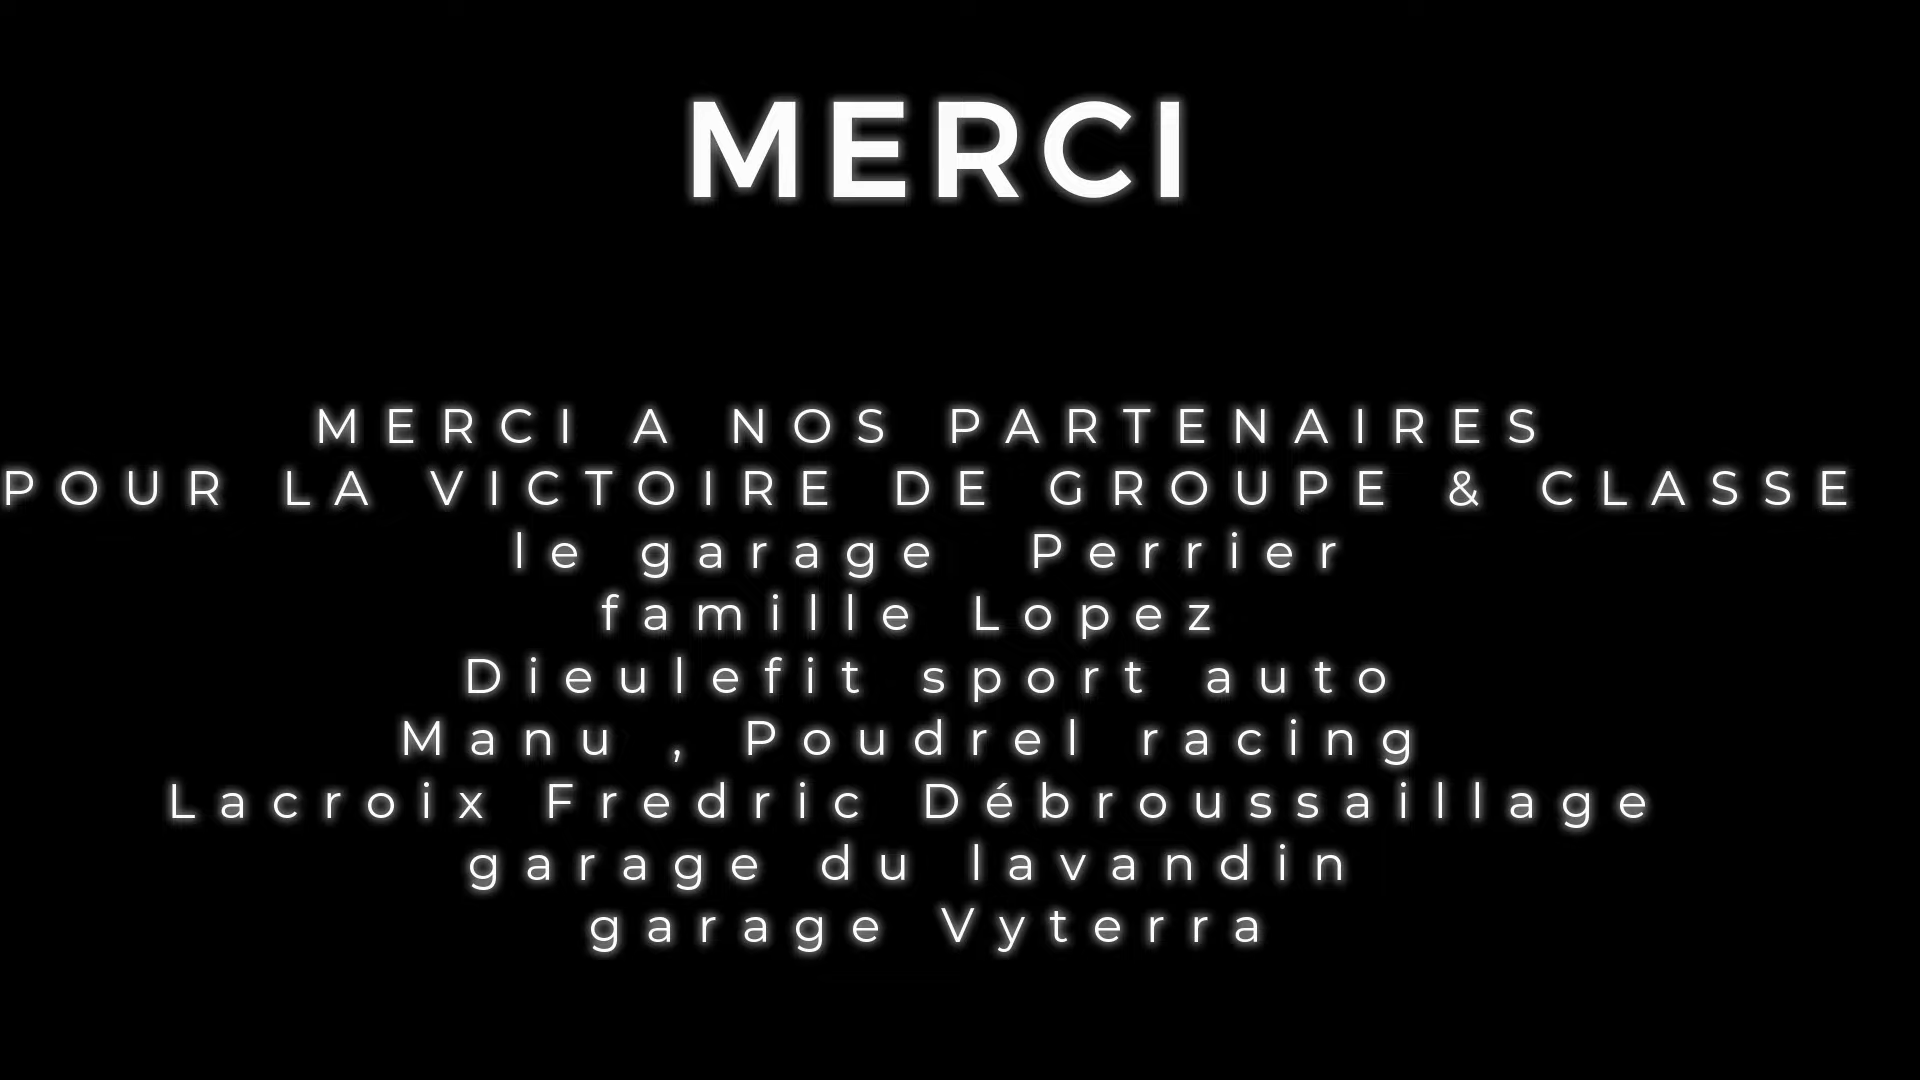 MERCI
MERCI A NOS PARTENAIRES
POUR LA VICTOIRE DE GROUPE & CLASSE
le garage Perrier
famille Lopez
Dieulefit sport auto
Manu , Poudrel racing
Lacroix Fredric Débroussaillage
garage du lavandin
garage Vyterra